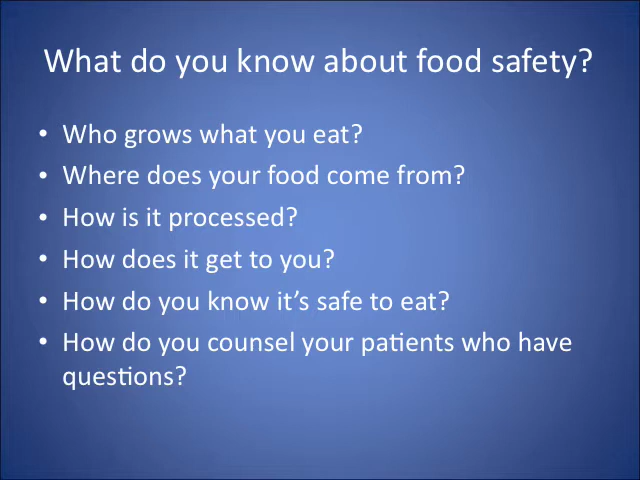 What do you know about food safety?
• Who grows what you eat?
• Where does your food come from?
• How is it processed?
• How does it get to you?
• How do you know it’s safe to eat?
• How do you counsel your patients who have
questions?